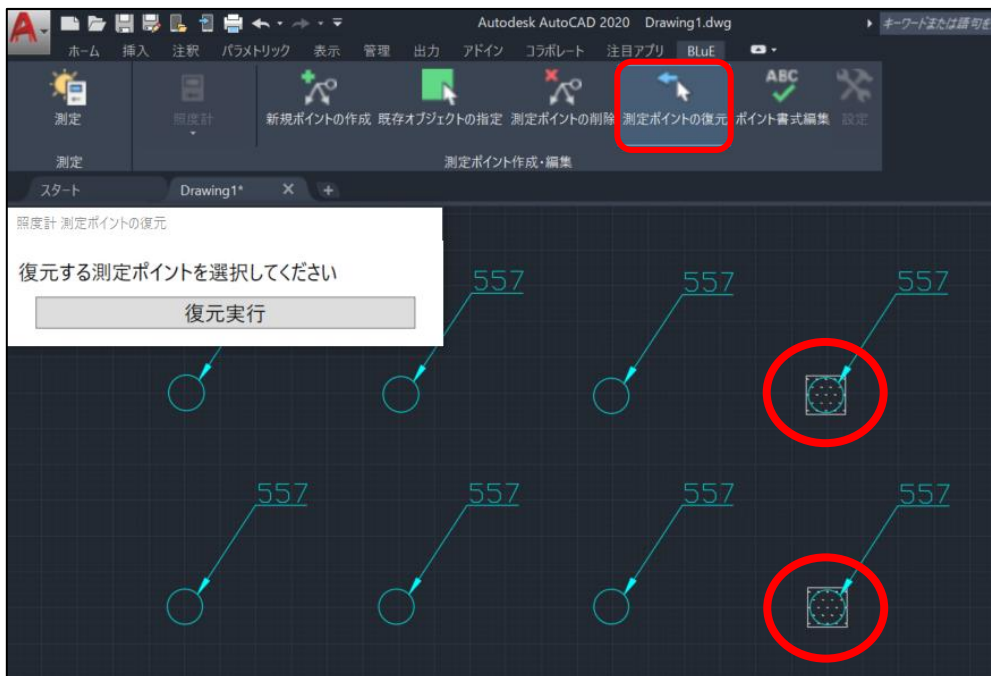 Autodesk AutoCAD 2020 Drawing1.dwg キーワードまたは語句を
ホーム 挿入 注釈 パラメトリック 表示 管理 出力 アドイン コラボレート 注目アプリ BLuE
ABC
測定 照度計 新規ポイントの作成 既存オブジェクトの指定 測定ポイントの削除 測定ポイントの復元 ポイント書式編集 設定
測定 測定ポイント作成・編集
スタート Drawing1* +
照度計 測定ポイントの復元
復元する測定ポイントを選択してください
復元実行
557 557 557
557 557 557 557